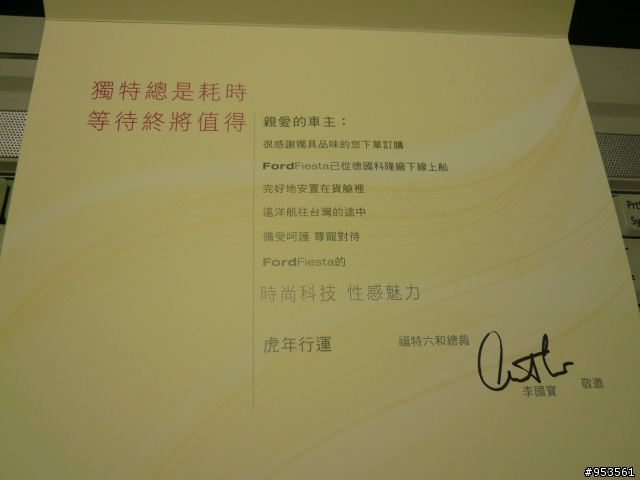 獨特總是耗時
等待終將值得
親愛的車主：
很感謝獨具品味的您下單訂購
FordFiesta已從德國科隆廠下線上船
完好地安置在貨艙裡
遠洋航往台灣的途中
備受呵護 尊寵對待
FordFiesta的
時尚科技 性感魅力
虎年行運
福特六和總裁
李國寶 敬邀
#953561